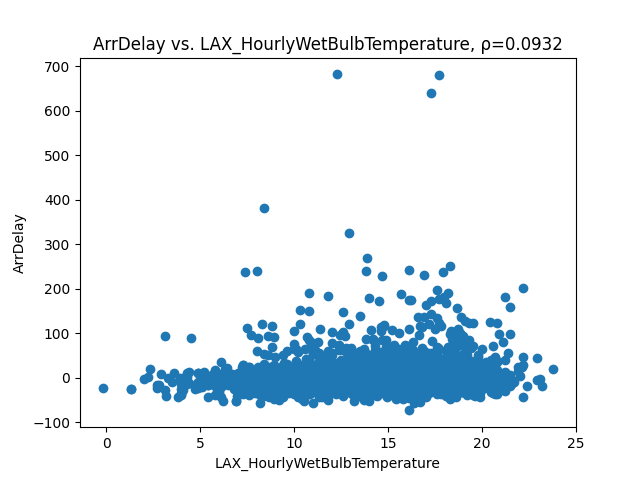 ArrDelay vs. LAX_HourlyWetBulbTemperature, ρ=0.0932
700
600
500
400
300
200
100
0
−100
ArrDelay
0 5 10 15 20 25
LAX_HourlyWetBulbTemperature